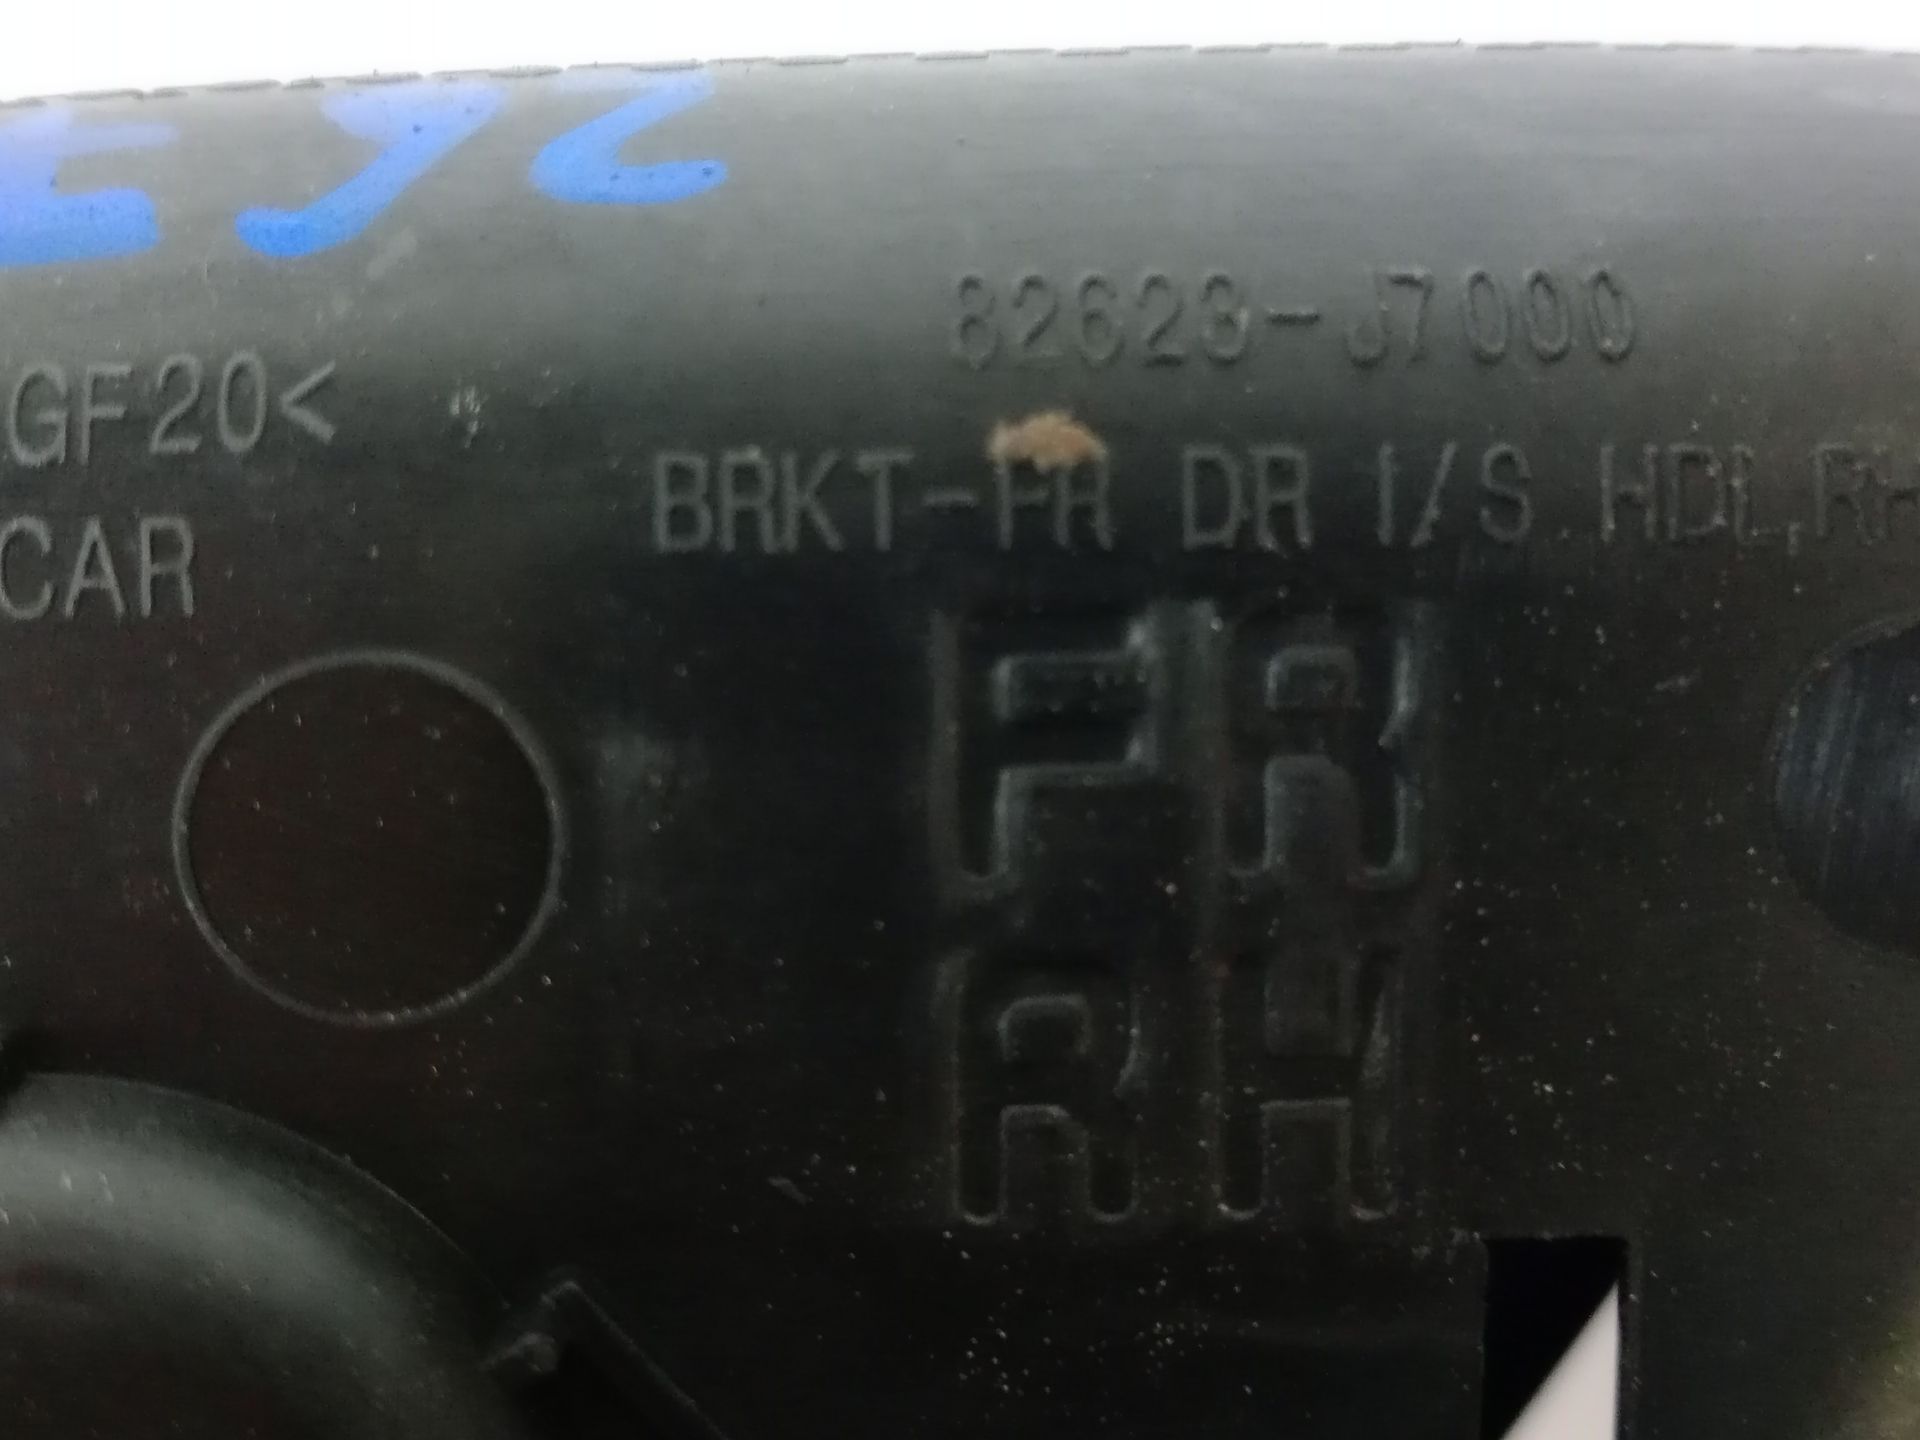 82623-J7000
GF20<
BRKT-FR DR I/S HDL,RH
CAR
FR
RH